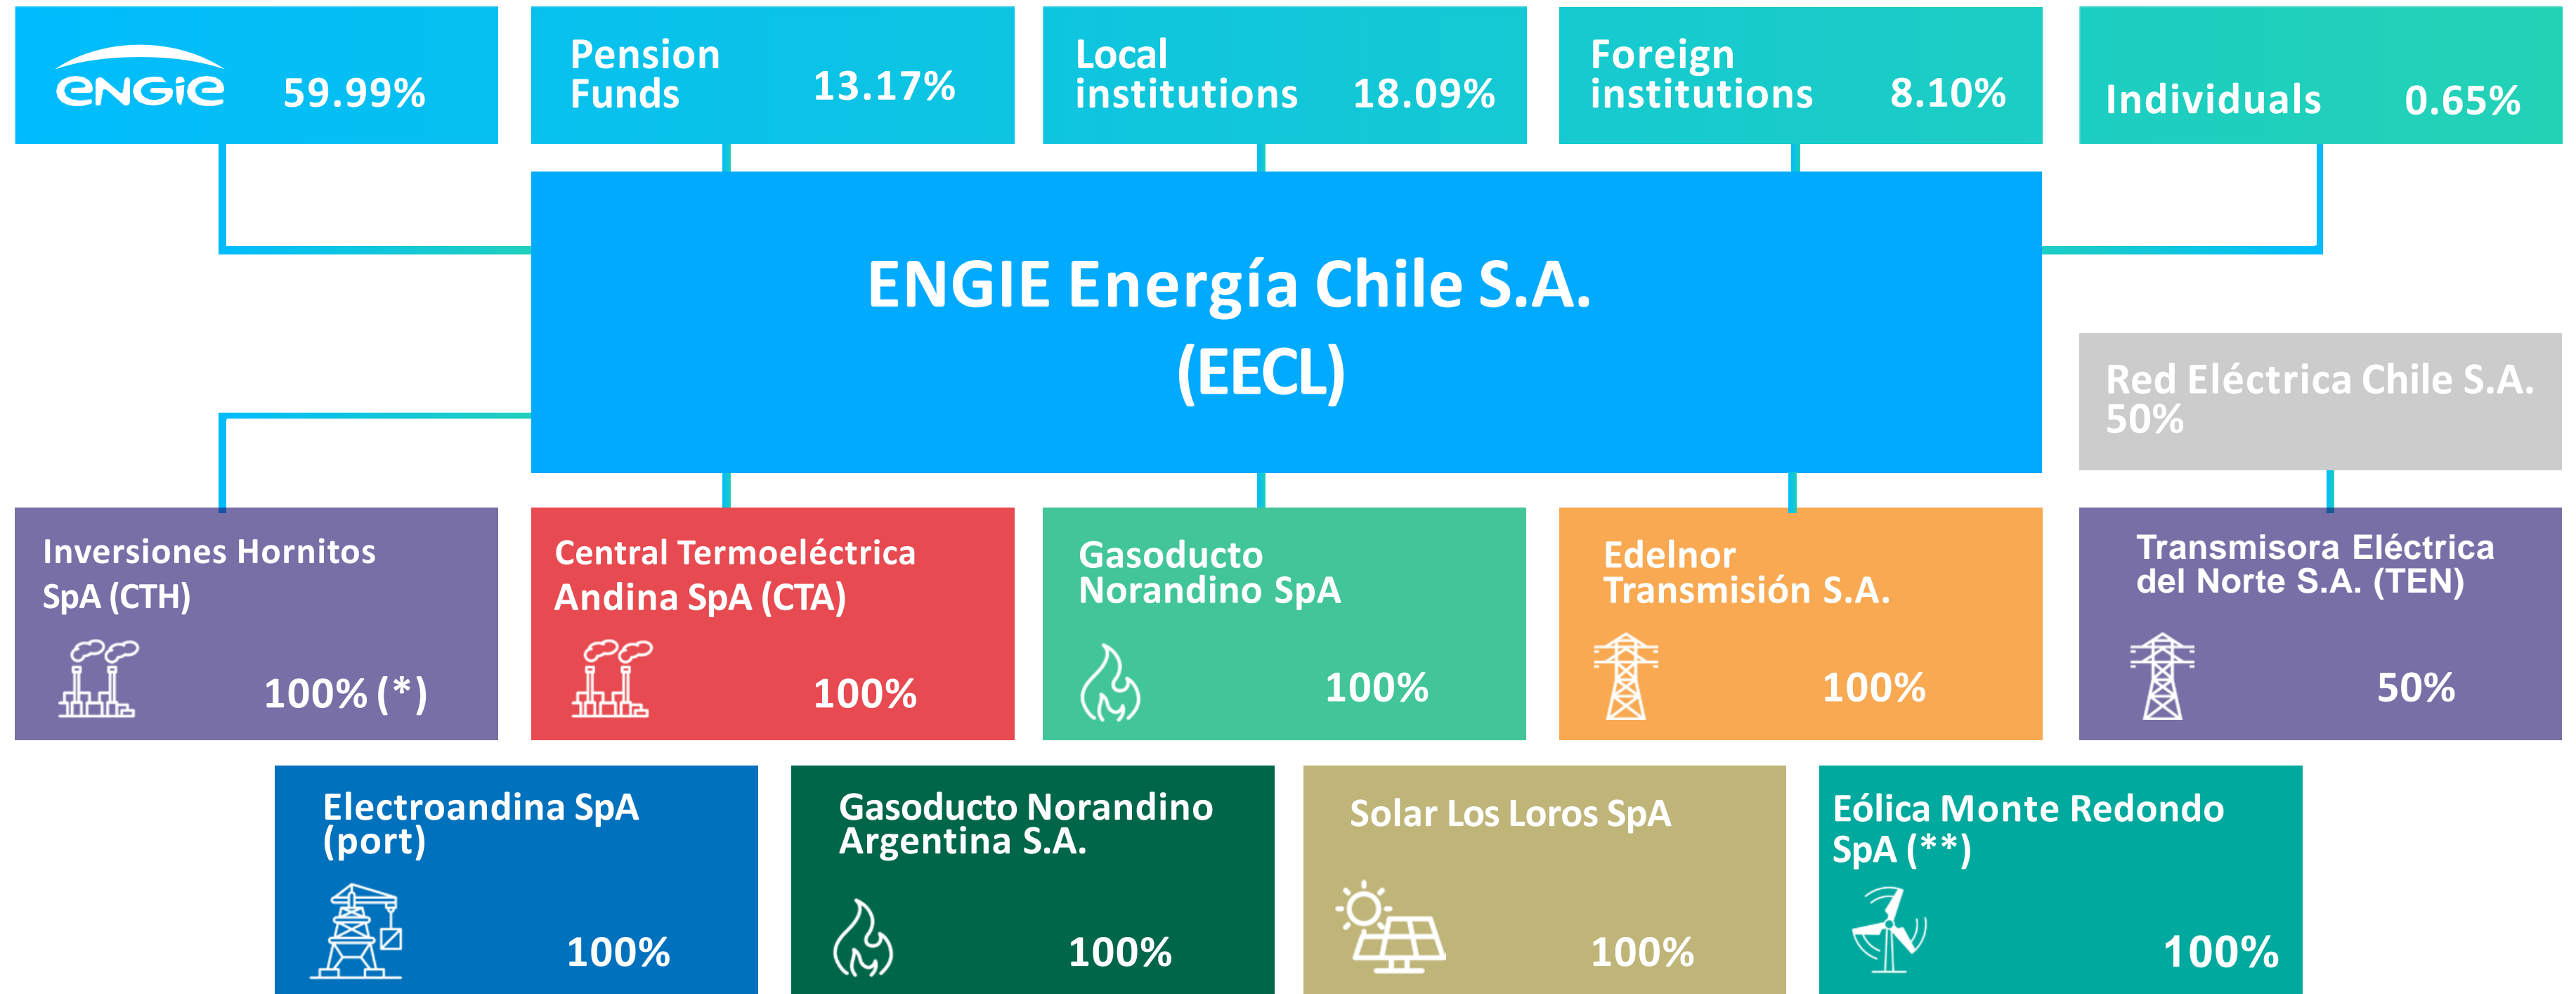 ENGIE 59.99%
Pension
Funds 13.17%
Local
institutions 18.09%
Foreign
institutions 8.10%
Individuals 0.65%
ENGIE Energía Chile S.A.
(EECL)
Red Eléctrica Chile S.A.
50%
Inversiones Hornitos
SpA (CTH)
100% (*)
Central Termoeléctrica
Andina SpA (CTA)
100%
Gasoducto
Norandino SpA
100%
Edelnor
Transmisión S.A.
100%
Transmisora Eléctrica
del Norte S.A. (TEN)
50%
Electroandina SpA
(port)
100%
Gasoducto Norandino
Argentina S.A.
100%
Solar Los Loros SpA
100%
Eólica Monte Redondo
SpA (**)
100%